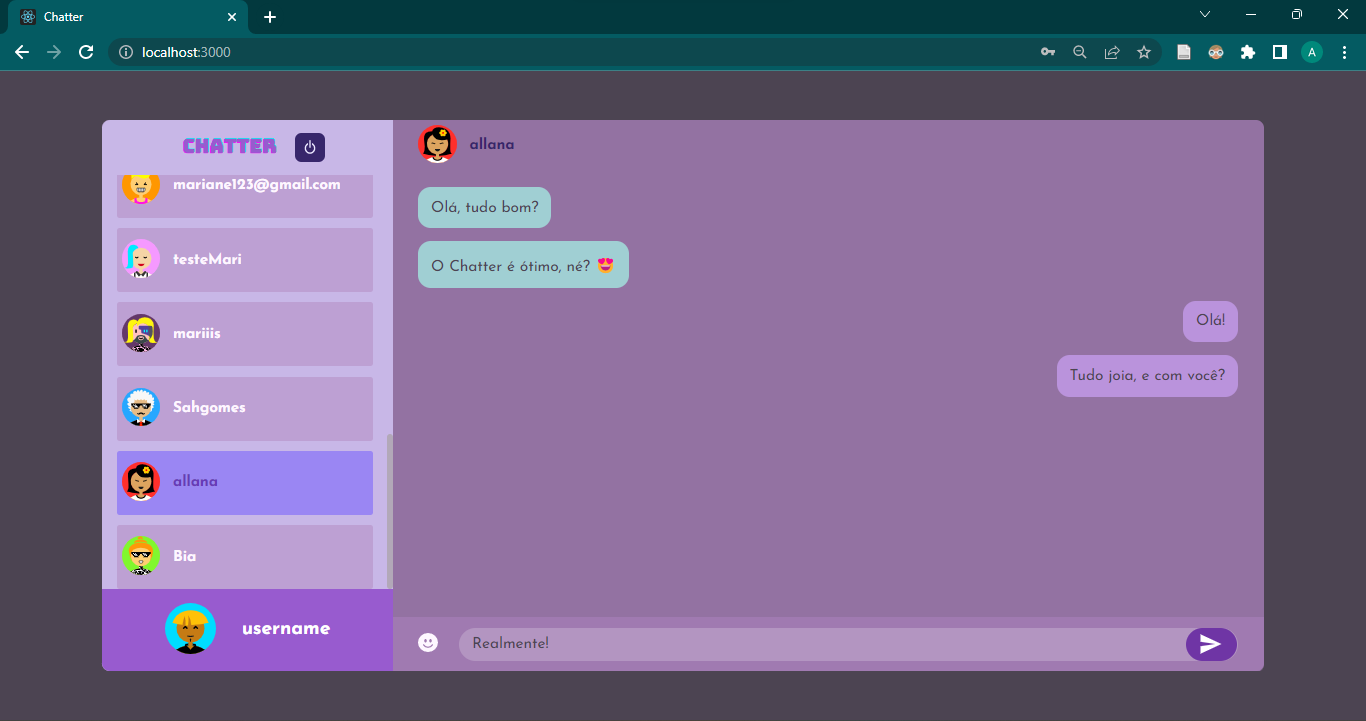 Chatter
localhost:3000
A
CHATTER
mariane123@gmail.com
testeMari
mariiis
Sahgomes
allana
Bia
username
allana
Olá, tudo bom?
O Chatter é ótimo, né? 😍
Olá!
Tudo joia, e com você?
Realmente!